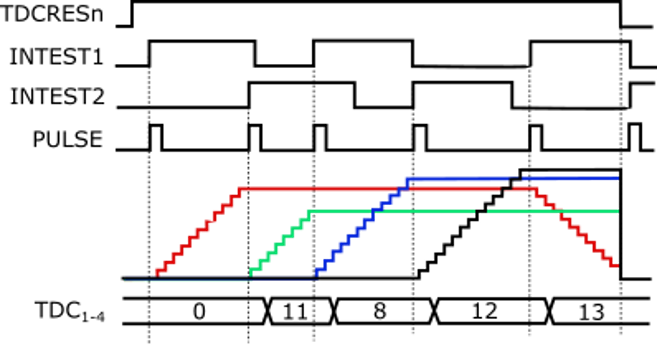 TDCRESn
INTEST1
INTEST2
PULSE
TDC₁₋₄ 0 11 8 12 13